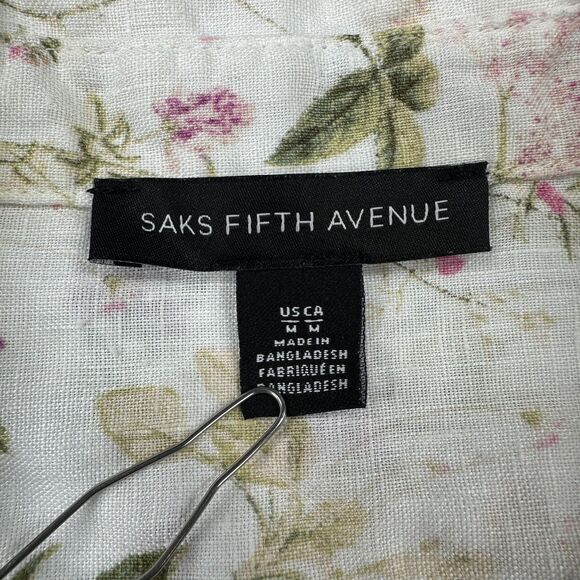 SAKS FIFTH AVENUE
US CA
M M
MADE IN
BANGLADESH
FABRIQUÉ EN
BANGLADESH